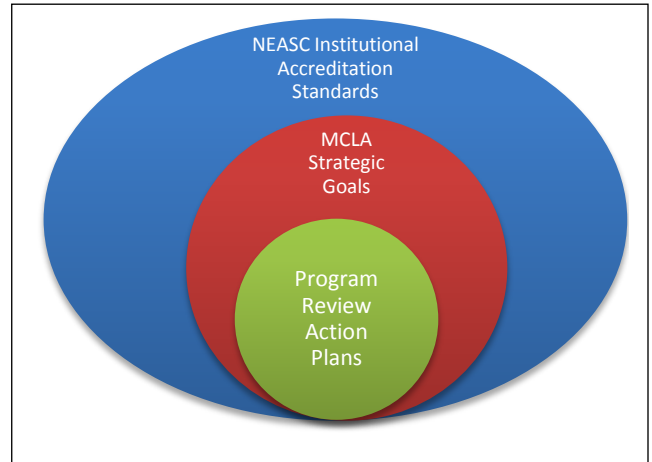 NEASC Institutional
Accreditation
Standards
MCLA
Strategic
Goals
Program
Review
Action
Plans